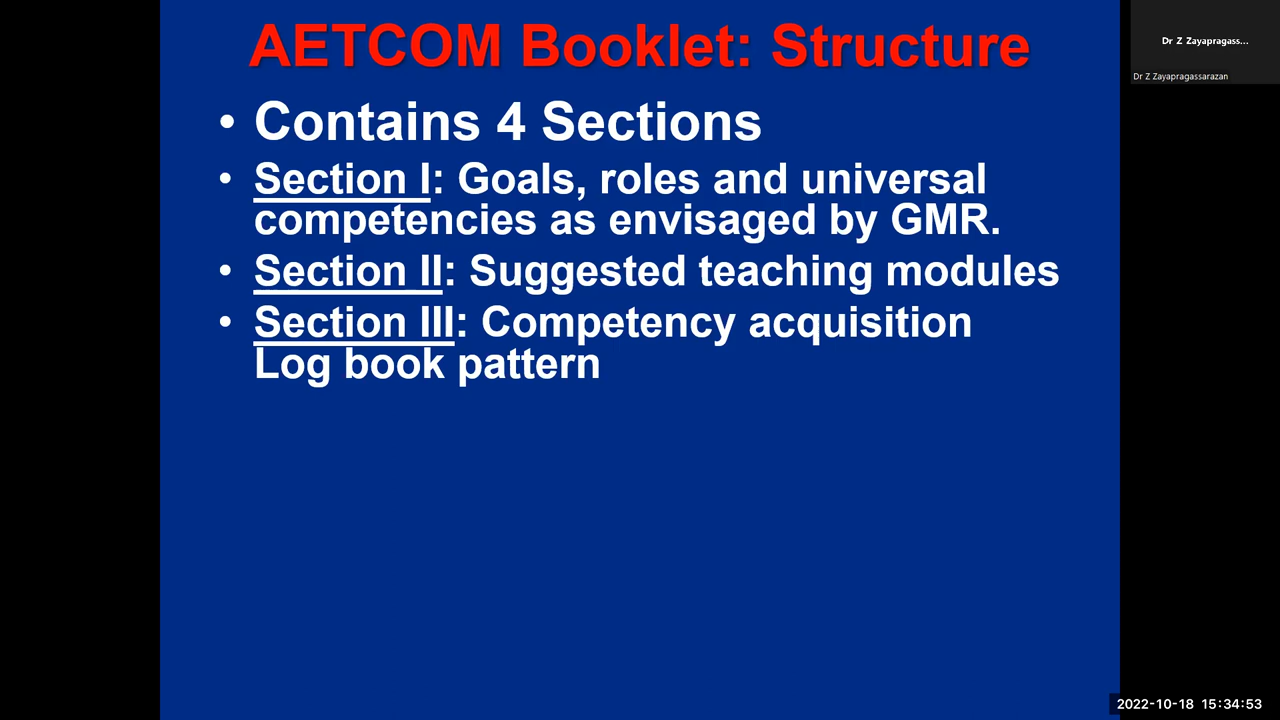 AETCOM Booklet: Structure
• Contains 4 Sections
• Section I: Goals, roles and universal
competencies as envisaged by GMR.
• Section II: Suggested teaching modules
• Section III: Competency acquisition
Log book pattern
Dr Z Zayapragass...
Dr Z Zayapragassarazan
2022-10-18 15:34:53